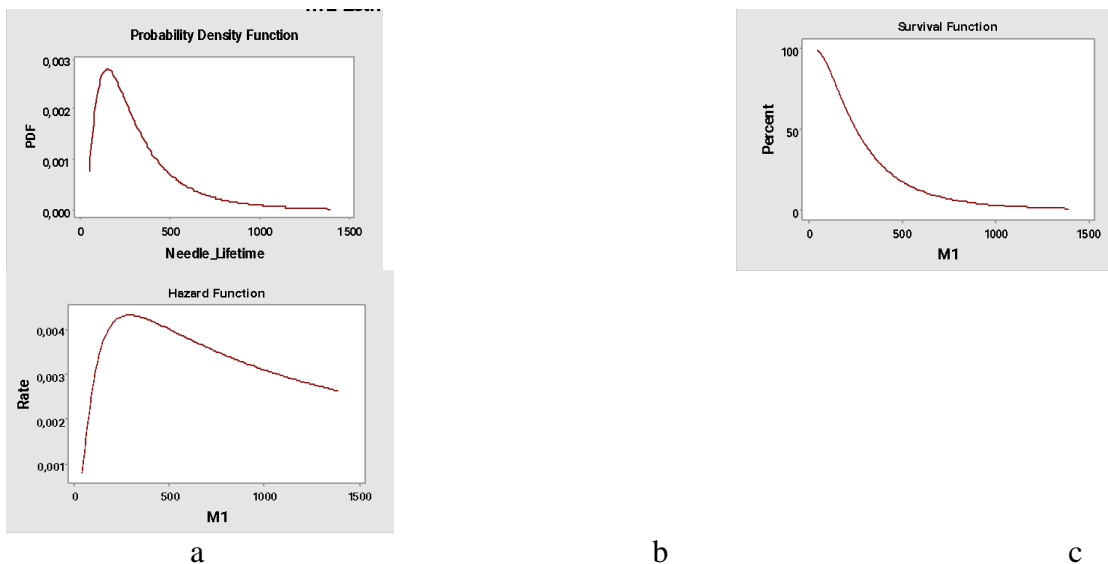 Probability Density Function
0,003
0,002
0,001
0,000
PDF
0 500 1000 1500
Needle_Lifetime
Survival Function
100
50
0
Percent
0 500 1000 1500
M1
Hazard Function
0,004
0,003
0,002
0,001
Rate
0 500 1000 1500
M1
a b c